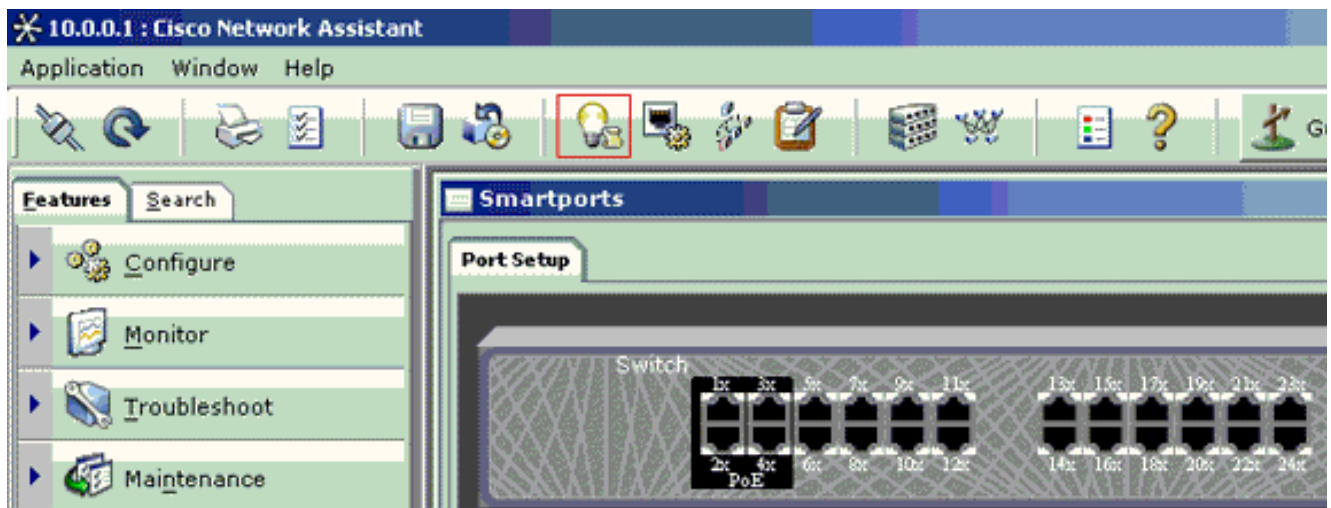 10.0.0.1 : Cisco Network Assistant
Application Window Help
Features Search
Configure
Monitor
Troubleshoot
Maintenance
Smartports
Port Setup
Switch
1x 3x 5x 7x 9x 11x 13x 15x 17x 19x 21x 23x
2x 4x 6x 8x 10x 12x 14x 16x 18x 20x 22x 24x
PoE